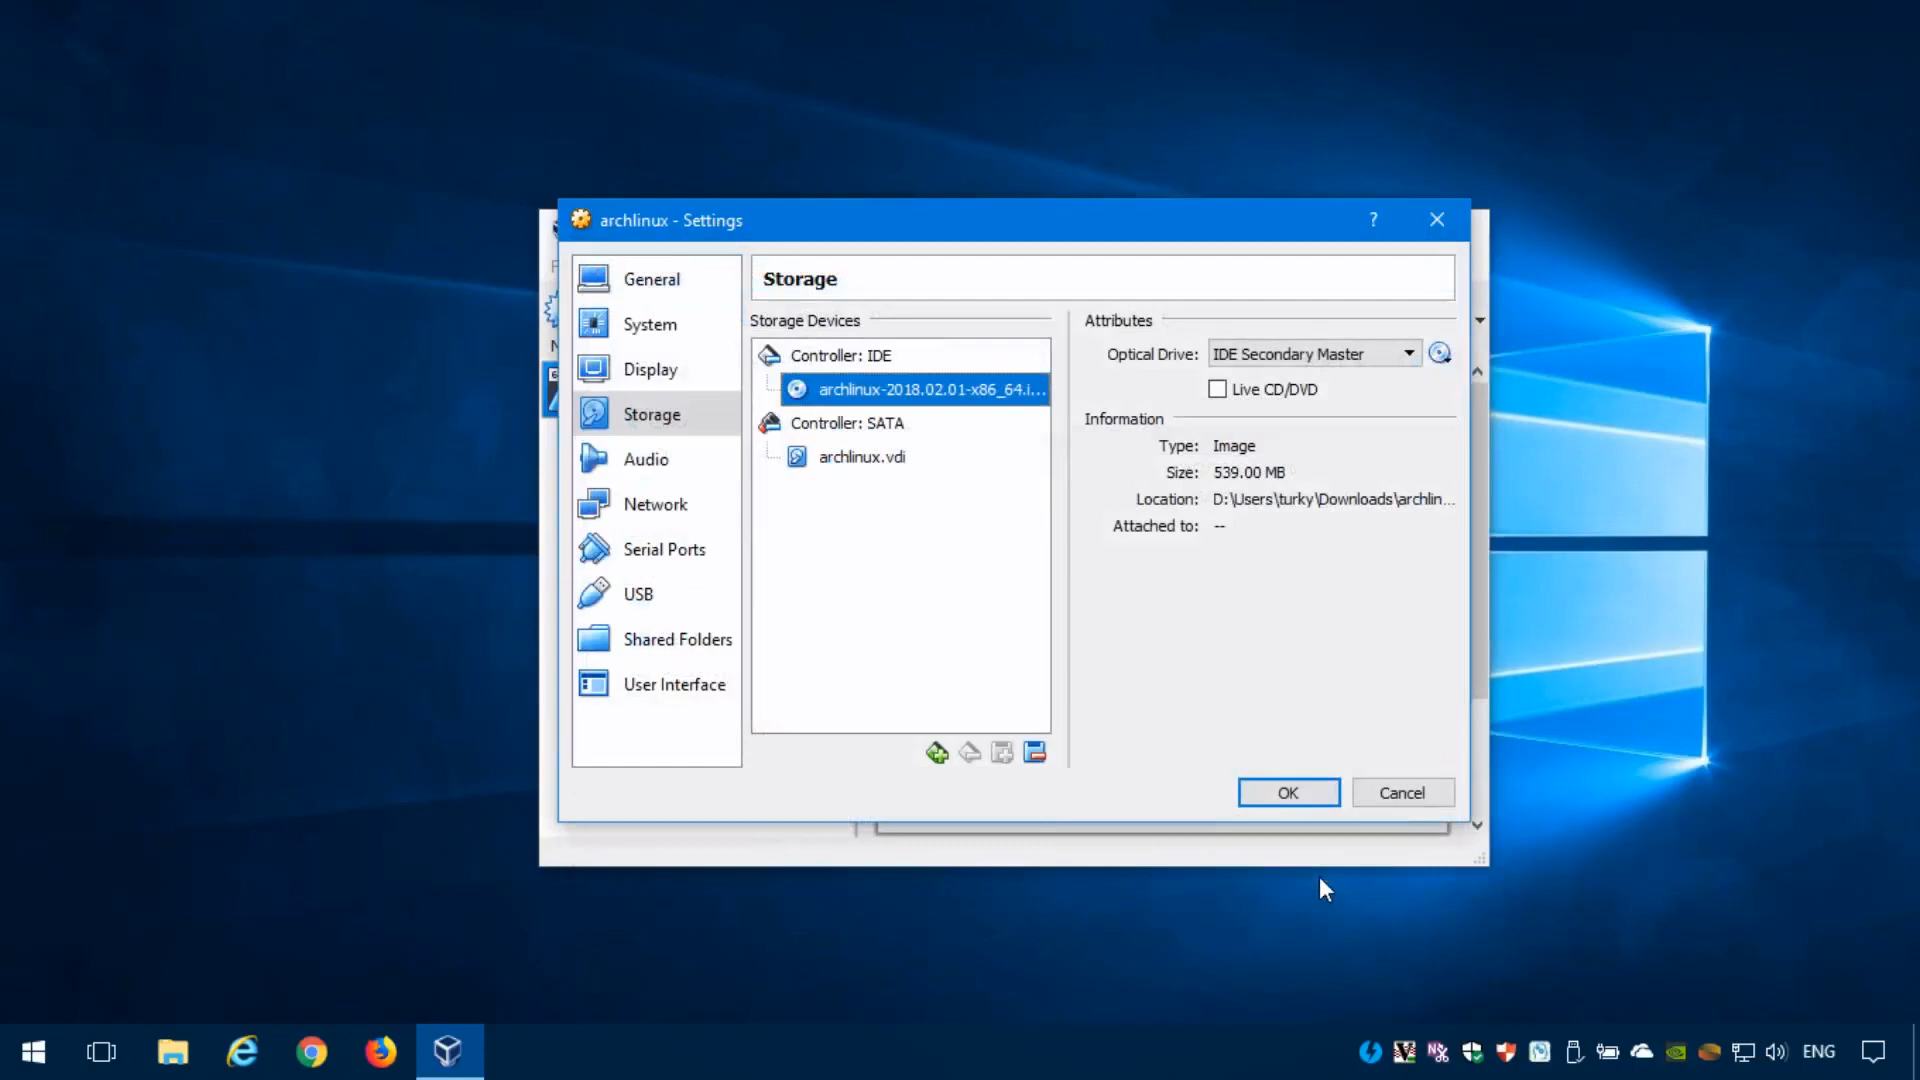 archlinux - Settings
?
General
System
Display
Storage
Audio
Network
Serial Ports
USB
Shared Folders
User Interface
Storage
Storage Devices
Controller: IDE
archlinux-2018.02.01-x86_64.i...
Controller: SATA
archlinux.vdi
Attributes
Optical Drive: IDE Secondary Master
Live CD/DVD
Information
Type: Image
Size: 539.00 MB
Location: D:\Users\turky\Downloads\archlin...
Attached to: --
OK
Cancel
ENG